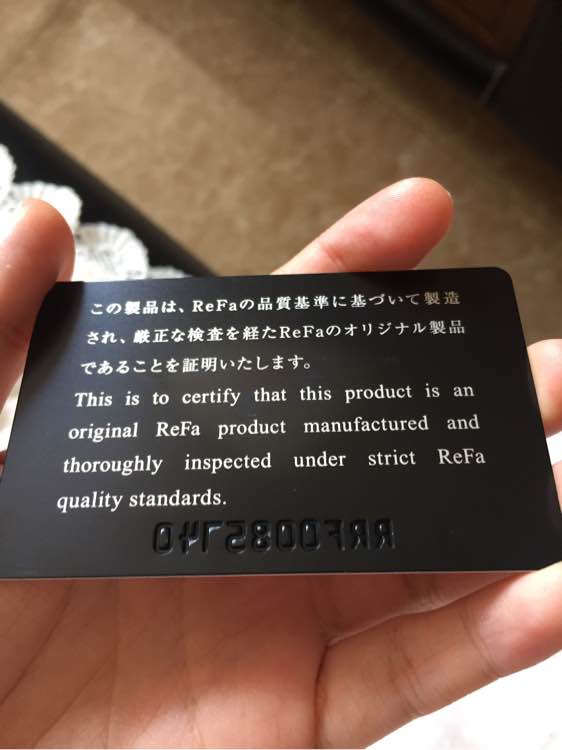 この製品は、ReFaの品質基準に基づいて製造
され、厳正な検査を経たReFaのオリジナル製品
であることを証明いたします。
This is to certify that this product is an
original ReFa product manufactured and
thoroughly inspected under strict ReFa
quality standards.
RRF0085740